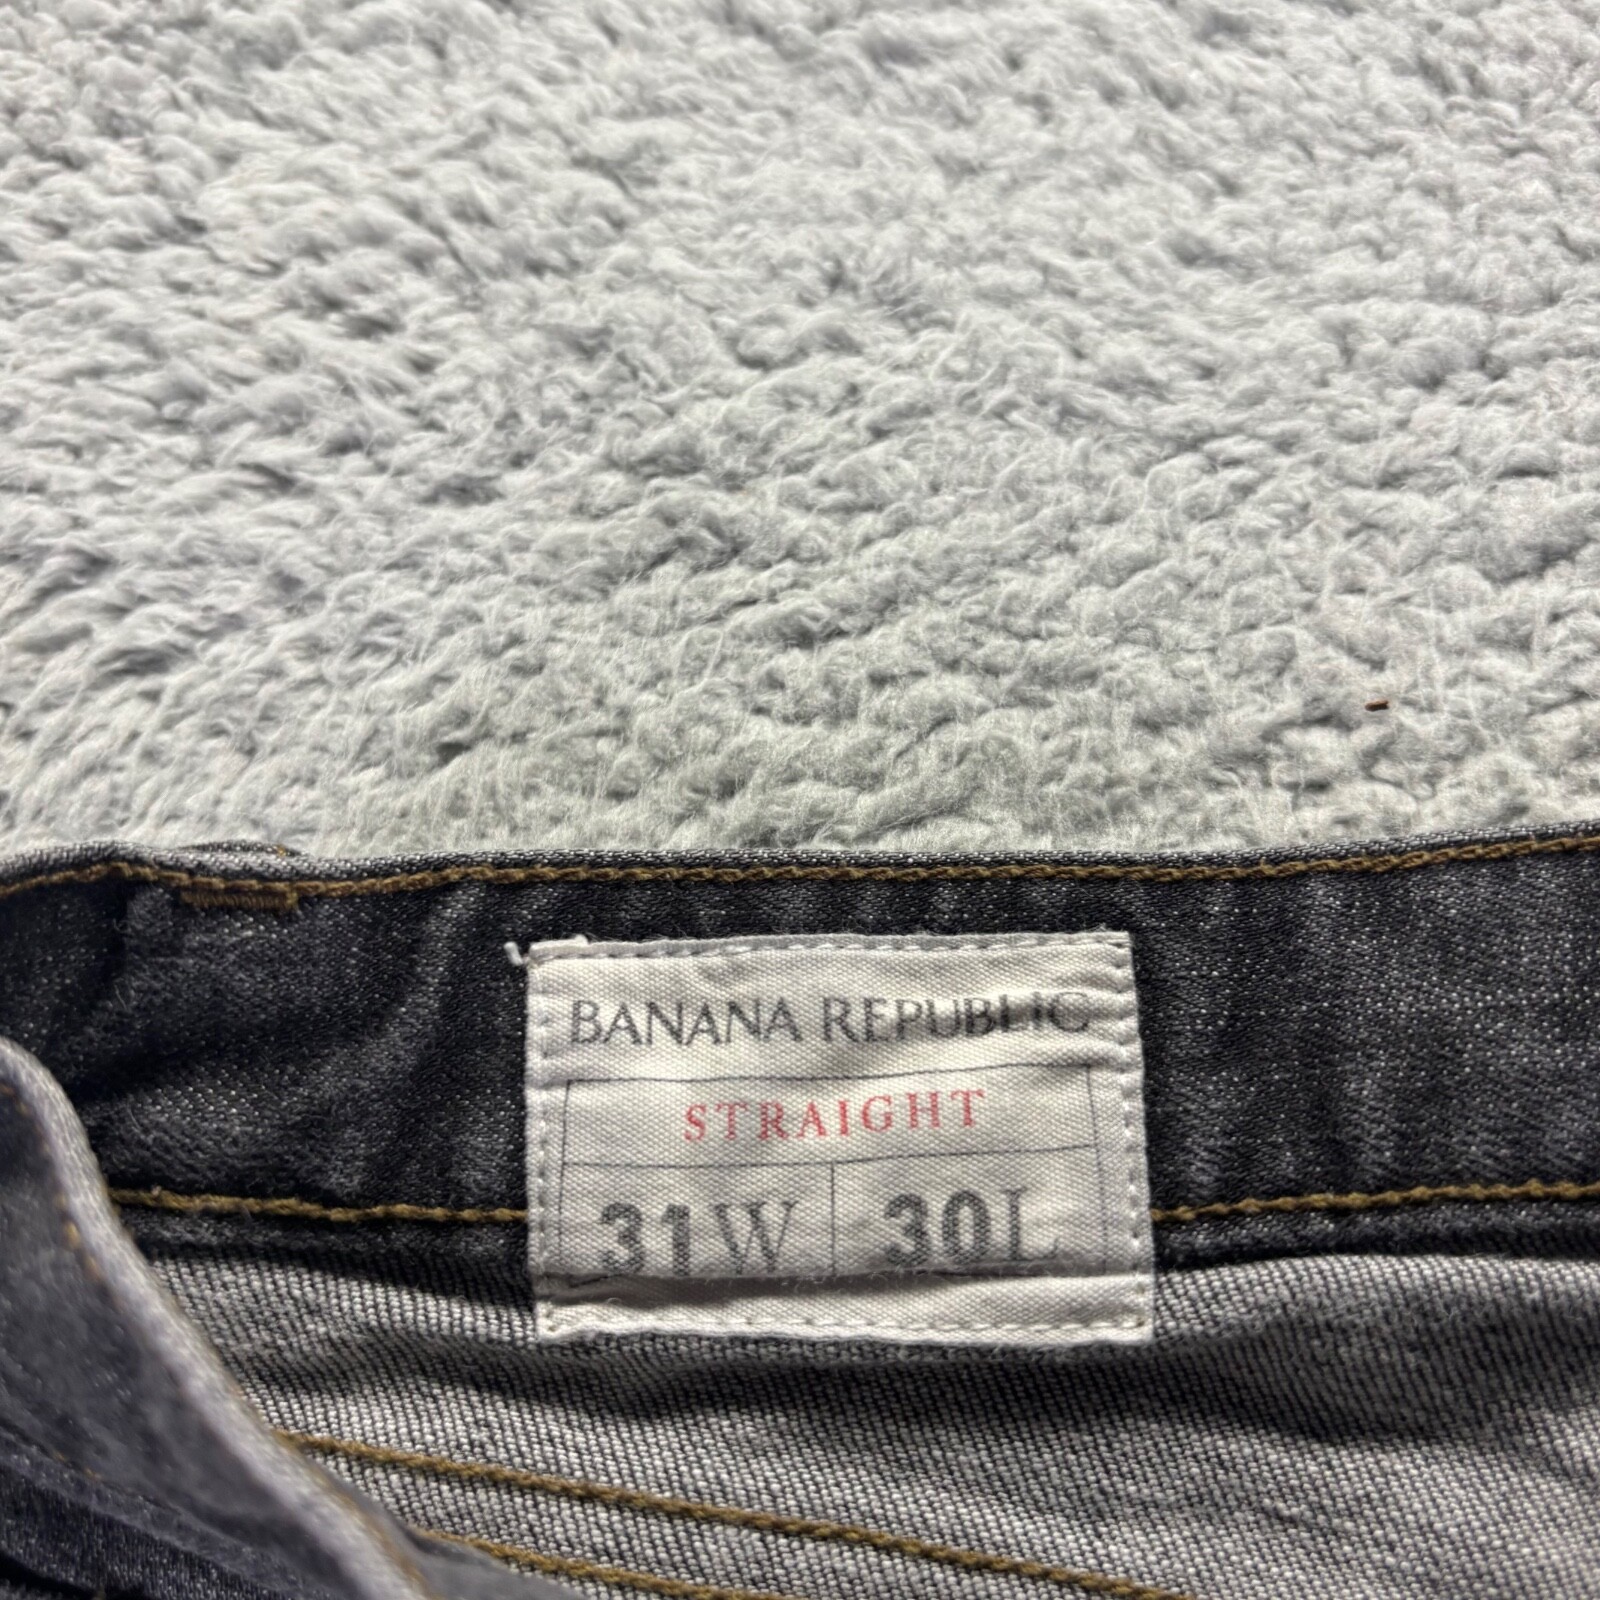 BANANA REPUBLIC
STRAIGHT
31W 30L